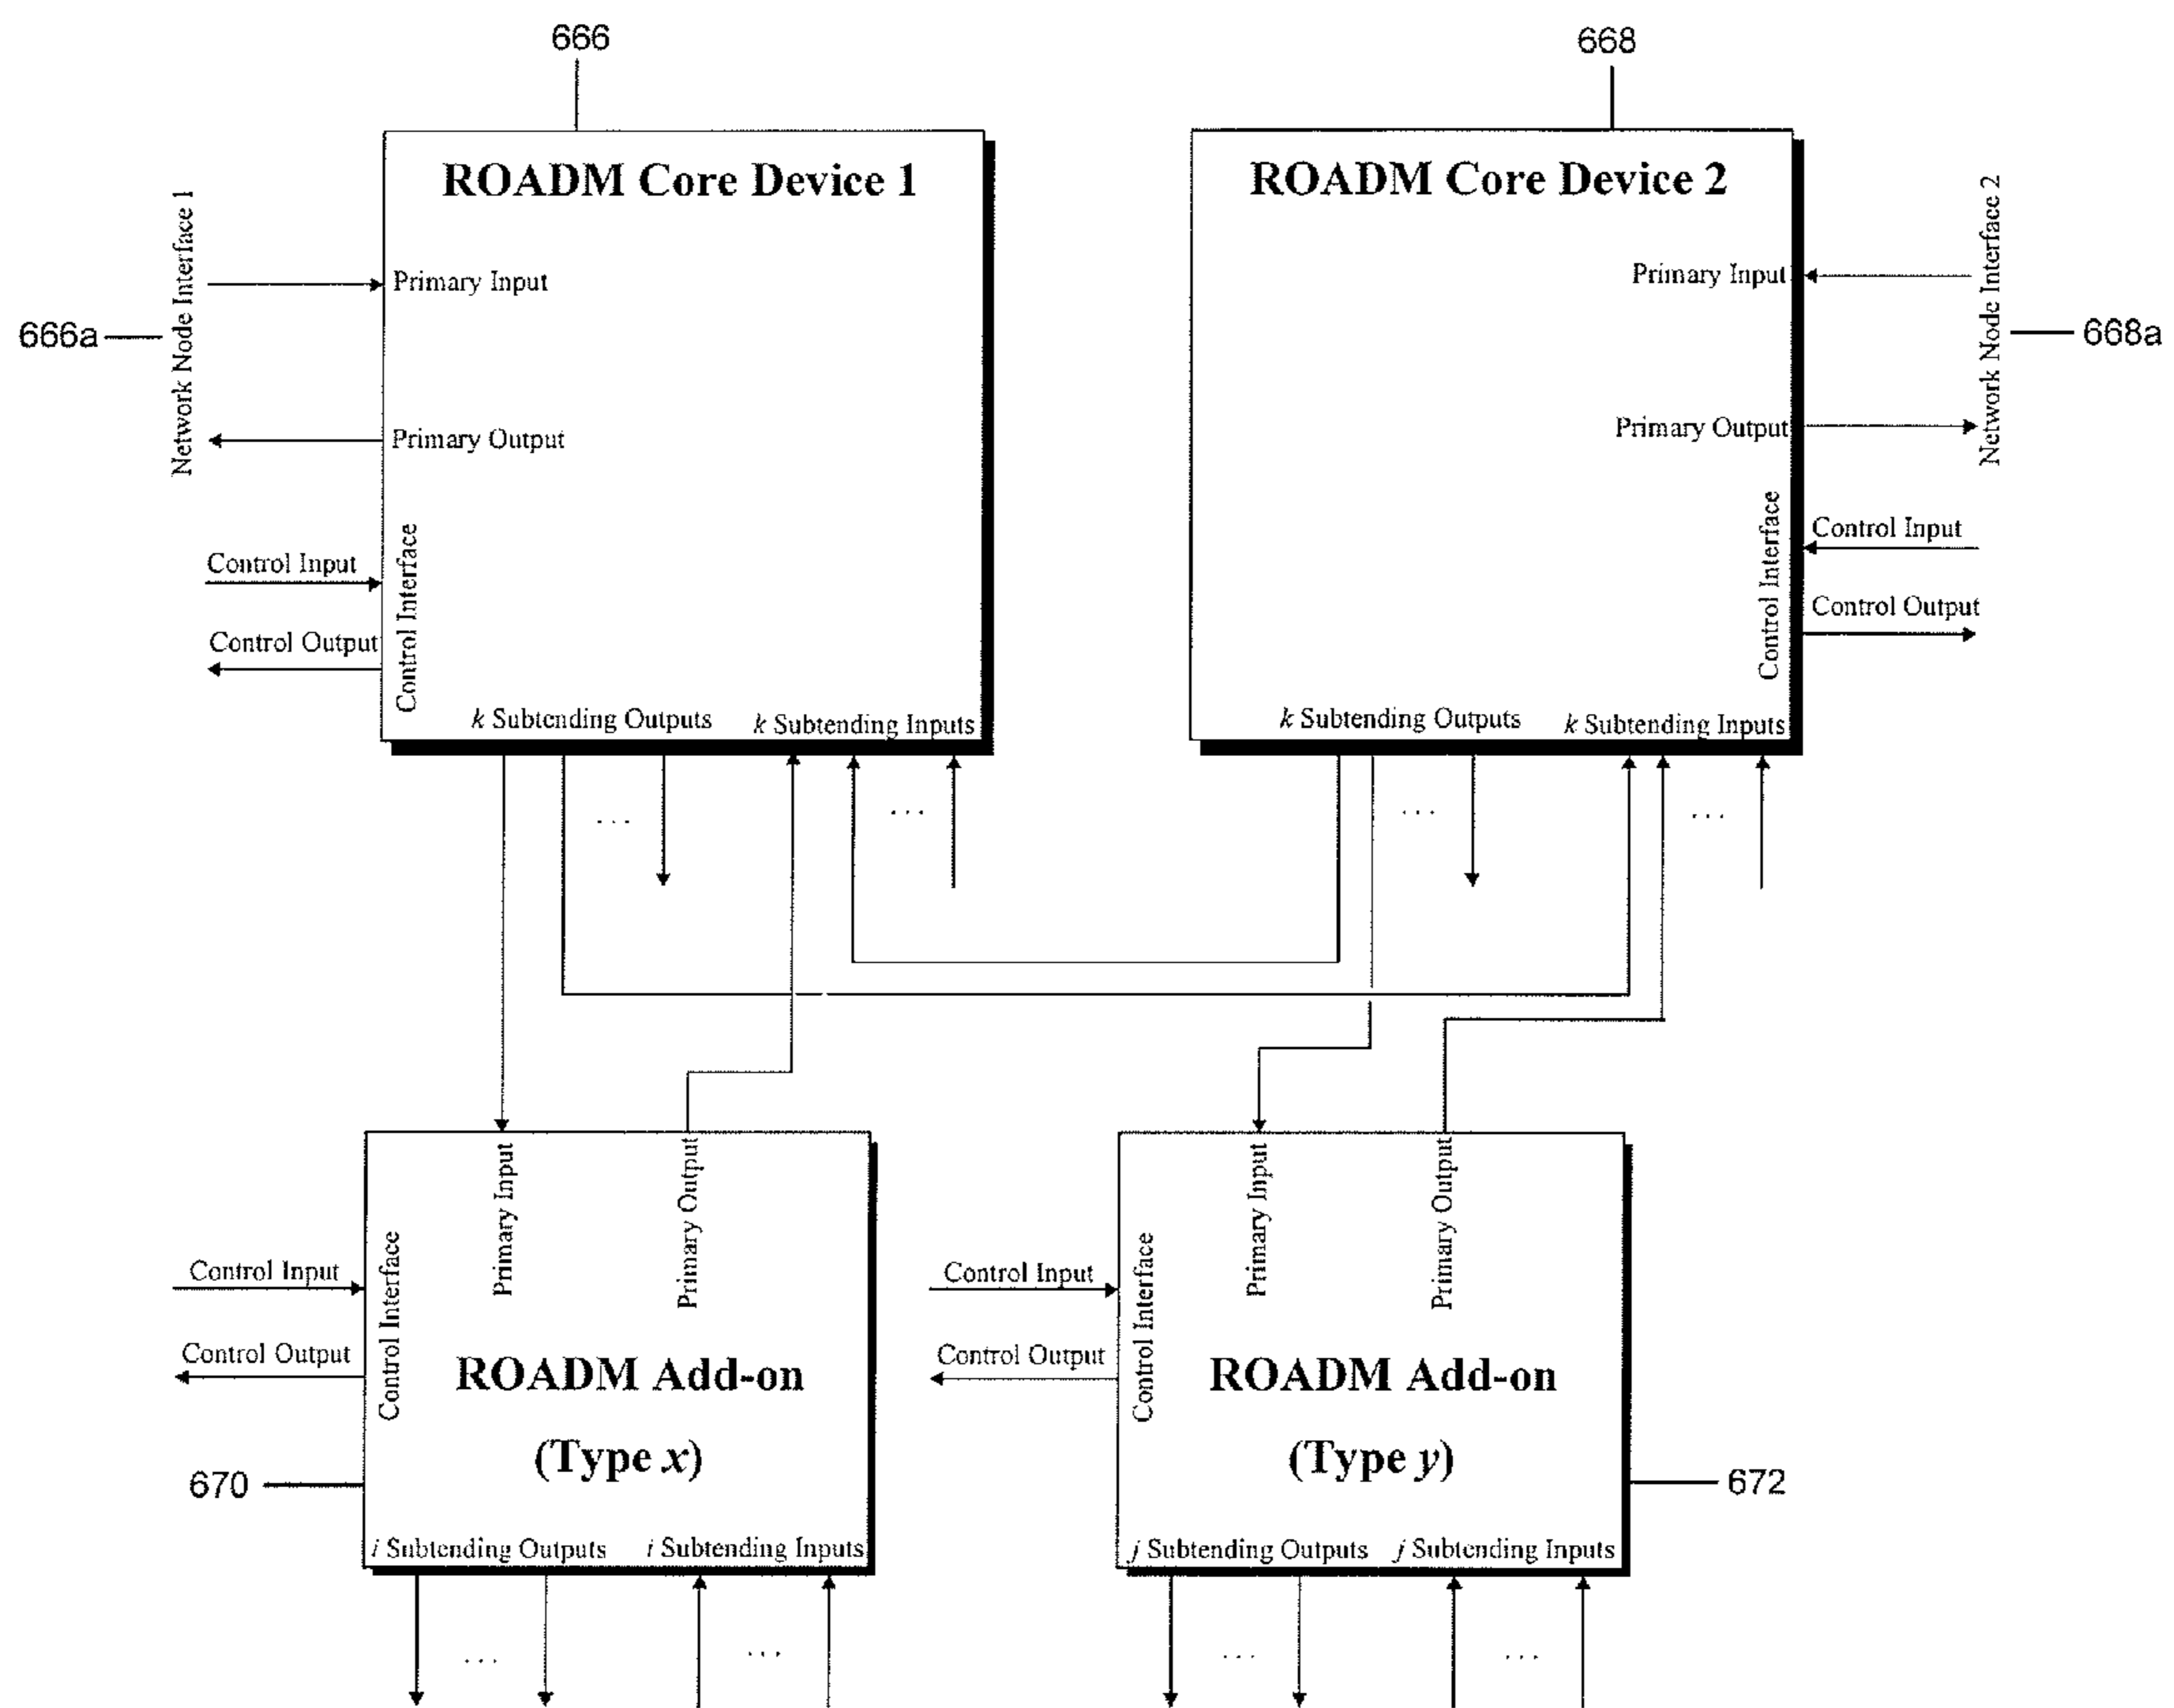 666
668
ROADM Core Device 1
ROADM Core Device 2
Network Node Interface 1
Primary Input
Primary Input
Network Node Interface 2
666a
668a
Primary Output
Primary Output
Control Input
Control Interface
Control Output
Control Interface
Control Input
Control Output
k Subtending Outputs
k Subtending Inputs
k Subtending Outputs
k Subtending Inputs
...
...
...
...
Primary Input
Primary Output
Primary Input
Primary Output
Control Input
Control Interface
Control Output
Control Input
Control Interface
Control Output
ROADM Add-on
(Type x)
ROADM Add-on
(Type y)
670
672
i Subtending Outputs
i Subtending Inputs
j Subtending Outputs
j Subtending Inputs
...
...
...
...